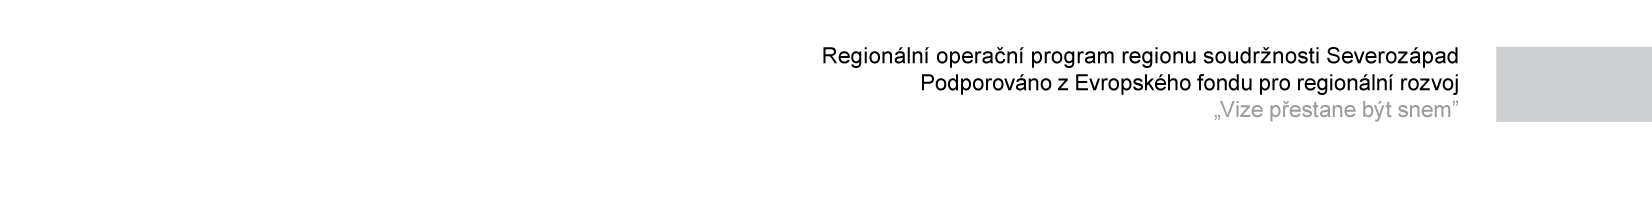 Regionální operační program regionu soudržnosti Severozápad
Podporováno z Evropského fondu pro regionální rozvoj
„Vize přestane být snem”